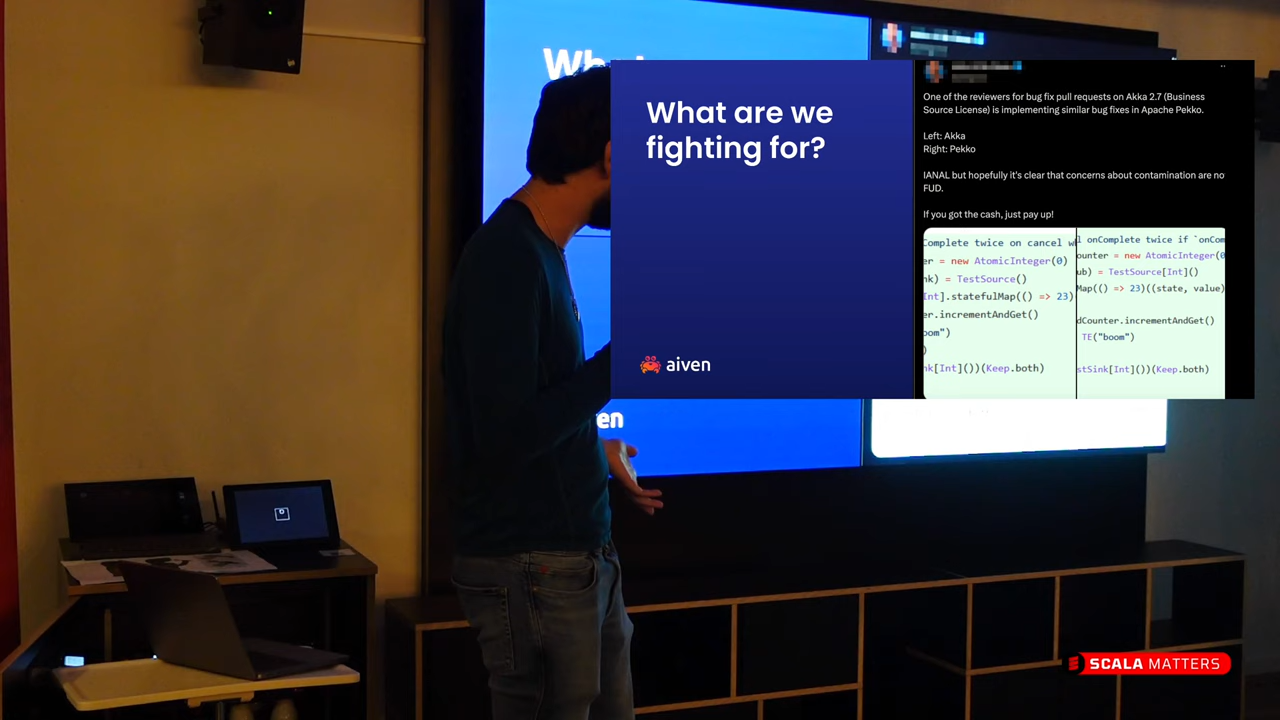 What are we
fighting for?
aiven
One of the reviewers for bug fix pull requests on Akka 2.7 (Business
Source License) is implementing similar bug fixes in Apache Pekko.
Left: Akka
Right: Pekko
IANAL but hopefully it's clear that concerns about contamination are no
FUD.
If you got the cash, just pay up!
Complete twice on cancel w
er = new AtomicInteger(0)
nk) = TestSource()
Int].statefulMap(() => 23)
er.incrementAndGet()
oom")
)
nk[Int]())(Keep.both)
l onComplete twice if `onCom
ounter = new AtomicInteger(0
ub) = TestSource[Int]()
Map(() => 23)((state, value)
dCounter.incrementAndGet()
TE("boom")
stSink[Int]())(Keep.both)
en
SCALA MATTERS